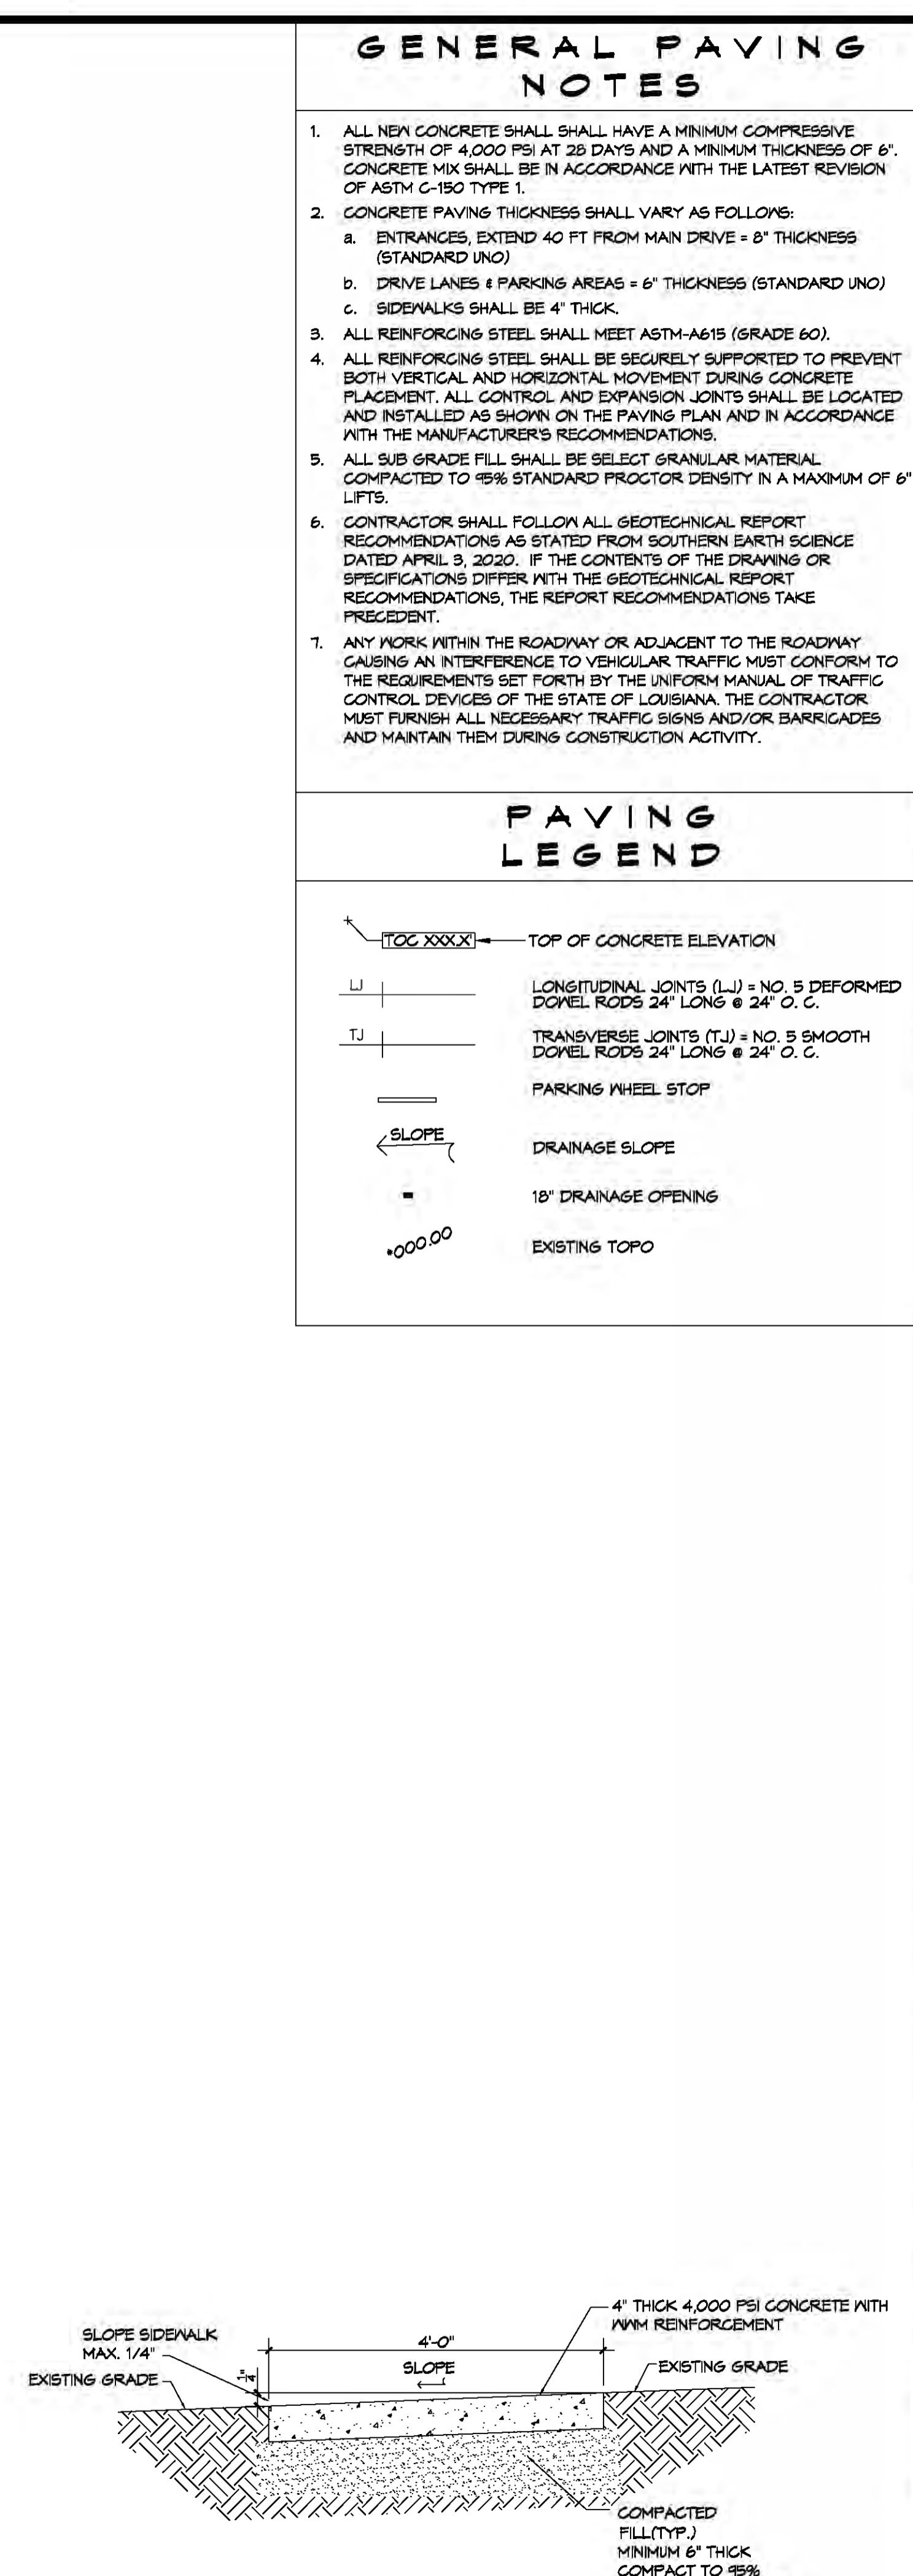 GENERAL PAVING
NOTES
1. ALL NEW CONCRETE SHALL SHALL HAVE A MINIMUM COMPRESSIVE
STRENGTH OF 4,000 PSI AT 28 DAYS AND A MINIMUM THICKNESS OF 6".
CONCRETE MIX SHALL BE IN ACCORDANCE WITH THE LATEST REVISION
OF ASTM C-150 TYPE 1.
2. CONCRETE PAVING THICKNESS SHALL VARY AS FOLLOWS:
a. ENTRANCES, EXTEND 40 FT FROM MAIN DRIVE = 8" THICKNESS
(STANDARD UNO)
b. DRIVE LANES & PARKING AREAS = 6" THICKNESS (STANDARD UNO)
c. SIDEWALKS SHALL BE 4" THICK.
3. ALL REINFORCING STEEL SHALL MEET ASTM-A615 (GRADE 60).
4. ALL REINFORCING STEEL SHALL BE SECURELY SUPPORTED TO PREVENT
BOTH VERTICAL AND HORIZONTAL MOVEMENT DURING CONCRETE
PLACEMENT. ALL CONTROL AND EXPANSION JOINTS SHALL BE LOCATED
AND INSTALLED AS SHOWN ON THE PAVING PLAN AND IN ACCORDANCE
WITH THE MANUFACTURER'S RECOMMENDATIONS.
5. ALL SUB GRADE FILL SHALL BE SELECT GRANULAR MATERIAL
COMPACTED TO 95% STANDARD PROCTOR DENSITY IN A MAXIMUM OF 6"
LIFTS.
6. CONTRACTOR SHALL FOLLOW ALL GEOTECHNICAL REPORT
RECOMMENDATIONS AS STATED FROM SOUTHERN EARTH SCIENCE
DATED APRIL 3, 2020. IF THE CONTENTS OF THE DRAWING OR
SPECIFICATIONS DIFFER WITH THE GEOTECHNICAL REPORT
RECOMMENDATIONS, THE REPORT RECOMMENDATIONS TAKE
PRECEDENT.
7. ANY WORK WITHIN THE ROADWAY OR ADJACENT TO THE ROADWAY
CAUSING AN INTERFERENCE TO VEHICULAR TRAFFIC MUST CONFORM TO
THE REQUIREMENTS SET FORTH BY THE UNIFORM MANUAL OF TRAFFIC
CONTROL DEVICES OF THE STATE OF LOUISIANA. THE CONTRACTOR
MUST FURNISH ALL NECESSARY TRAFFIC SIGNS AND/OR BARRICADES
AND MAINTAIN THEM DURING CONSTRUCTION ACTIVITY.
PAVING
LEGEND
TOC XXX.X' TOP OF CONCRETE ELEVATION
LJ LONGITUDINAL JOINTS (LJ) = NO. 5 DEFORMED
DOWEL RODS 24" LONG @ 24" O. C.
TJ TRANSVERSE JOINTS (TJ) = NO. 5 SMOOTH
DOWEL RODS 24" LONG @ 24" O. C.
PARKING WHEEL STOP
SLOPE DRAINAGE SLOPE
18" DRAINAGE OPENING
*000.00 EXISTING TOPO
4" THICK 4,000 PSI CONCRETE WITH
WWM REINFORCEMENT
SLOPE SIDEWALK
MAX. 1/4"
4'-0"
SLOPE
1/4"
EXISTING GRADE
EXISTING GRADE
COMPACTED
FILL(TYP.)
MINIMUM 6" THICK
COMPACT TO 95%